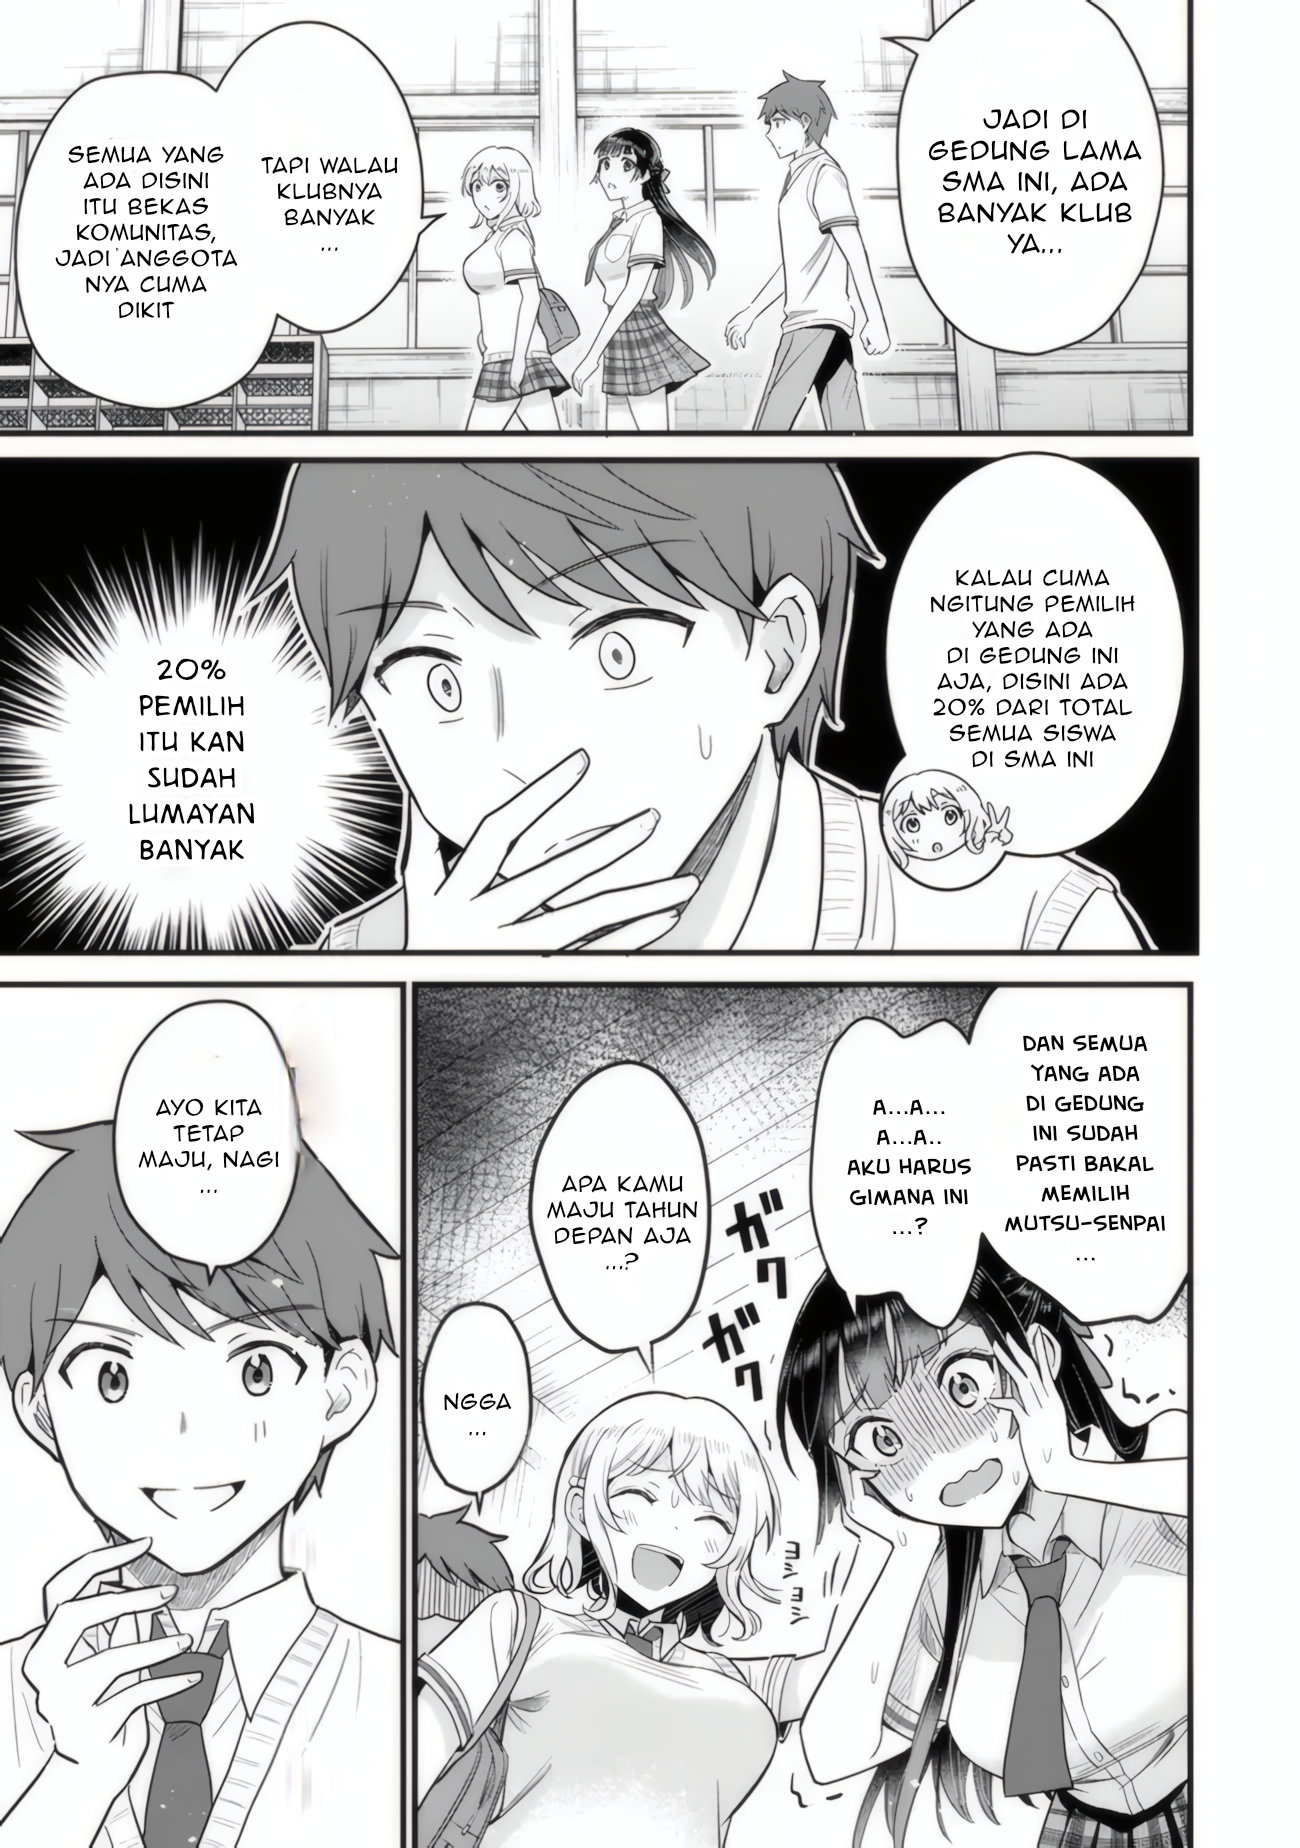 JADI DI
GEDUNG LAMA
SMA INI, ADA
BANYAK KLUB
YA...
TAPI WALAU
KLUBNYA
BANYAK
...
SEMUA YANG
ADA DISINI
ITU BEKAS
KOMUNITAS,
JADI ANGGOTA
NYA CUMA
DIKIT
KALAU CUMA
NGITUNG PEMILIH
YANG ADA
DI GEDUNG INI
AJA, DISINI ADA
20% DARI TOTAL
SEMUA SISWA
DI SMA INI
20%
PEMILIH
ITU KAN
SUDAH
LUMAYAN
BANYAK
DAN SEMUA
YANG ADA
DI GEDUNG
INI SUDAH
PASTI BAKAL
MEMILIH
MUTSU-SENPAI
...
A...A...
A...A..
AKU HARUS
GIMANA INI
...?
ガク
ガク
APA KAMU
MAJU TAHUN
DEPAN AJA
...?
ヨシ
ヨシ
NGGA
...
AYO KITA
TETAP
MAJU, NAGI
...